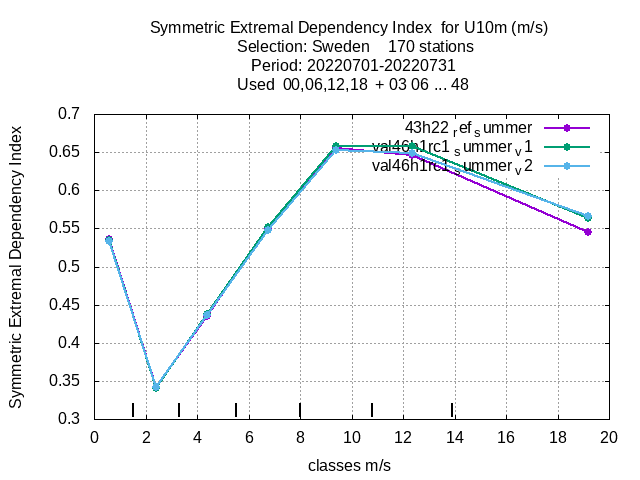 Symmetric Extremal Dependency Index for U10m (m/s)
Selection: Sweden 170 stations
Period: 20220701-20220731
Used 00,06,12,18 + 03 06 ... 48
43h22 ref summer
val46h1rc1 summer v1
val46h1rc1 summer v2
Symmetric Extremal Dependency Index
0.7
0.65
0.6
0.55
0.5
0.45
0.4
0.35
0.3
0 2 4 6 8 10 12 14 16 18 20
classes m/s